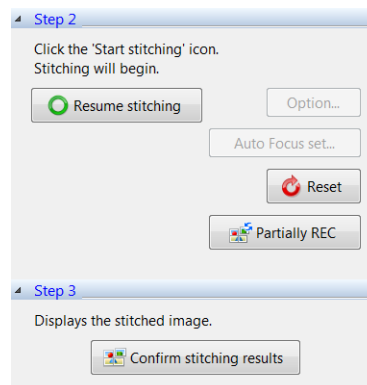 Step 2
Click the 'Start stitching' icon.
Stitching will begin.
Resume stitching
Option...
Auto Focus set...
Reset
Partially REC
Step 3
Displays the stitched image.
Confirm stitching results